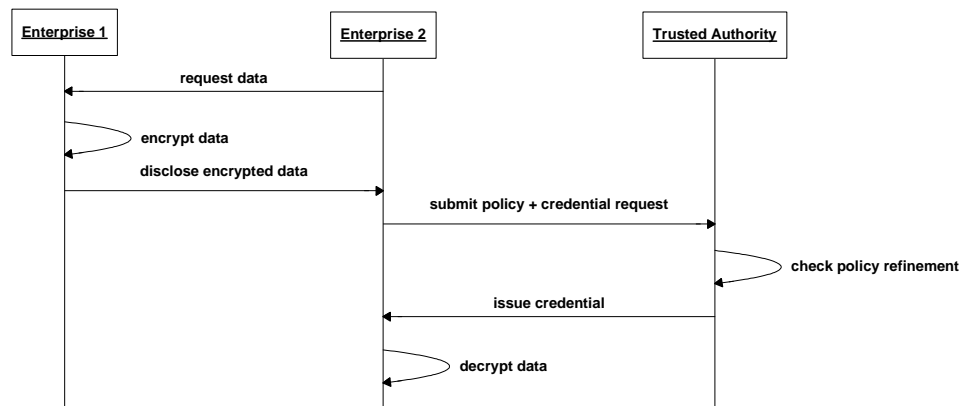 Enterprise 1
Enterprise 2
Trusted Authority
request data
encrypt data
disclose encrypted data
submit policy + credential request
check policy refinement
issue credential
decrypt data